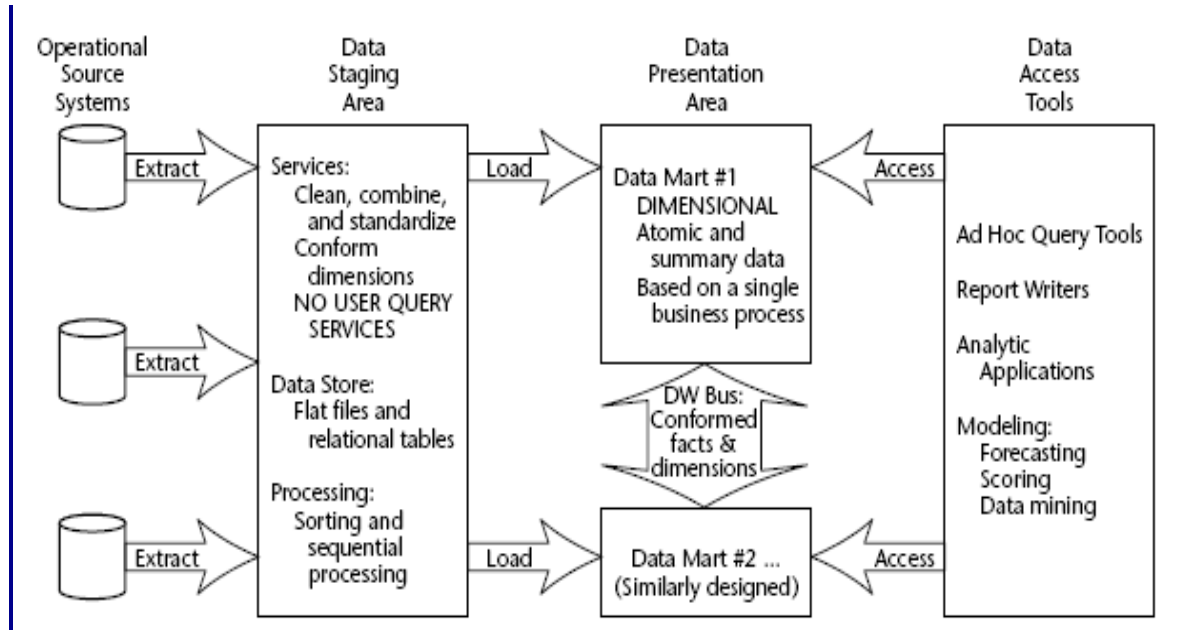 Operational
Source
Systems
Data
Staging
Area
Data
Presentation
Area
Data
Access
Tools
Extract
Extract
Extract
Services:
Clean, combine,
and standardize
Conform
dimensions
NO USER QUERY
SERVICES
Data Store:
Flat files and
relational tables
Processing:
Sorting and
sequential
processing
Load
Load
Data Mart #1
DIMENSIONAL
Atomic and
summary data
Based on a single
business process
DW Bus:
Conformed
facts &
dimensions
Data Mart #2 ...
(Similarly designed)
Access
Access
Ad Hoc Query Tools
Report Writers
Analytic
Applications
Modeling:
Forecasting
Scoring
Data mining